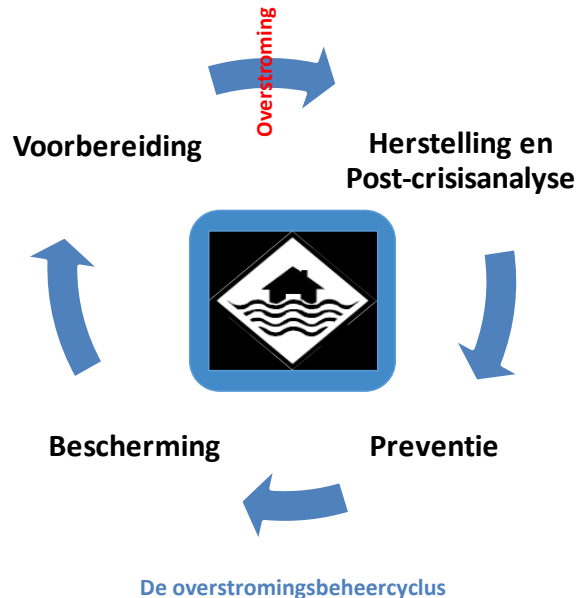 Overstroming
Voorbereiding
Herstelling en
Post-crisisanalyse
Bescherming
Preventie
De overstromingsbeheercyclus